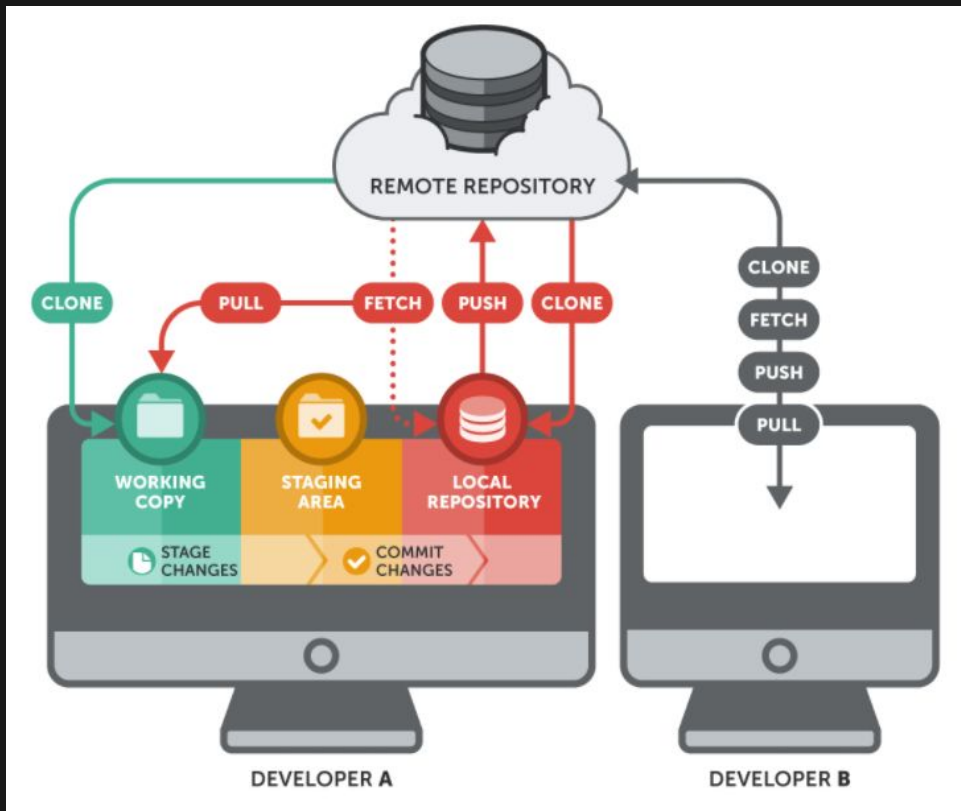 REMOTE REPOSITORY
CLONE
PULL
FETCH
PUSH
CLONE
CLONE
FETCH
PUSH
PULL
WORKING
COPY
STAGING
AREA
LOCAL
REPOSITORY
STAGE
CHANGES
COMMIT
CHANGES
DEVELOPER A
DEVELOPER B